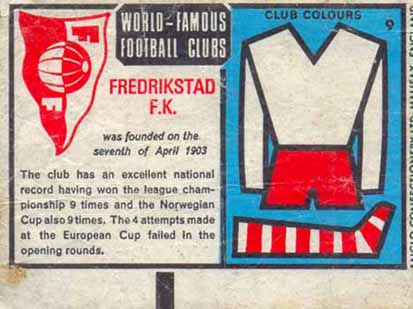 WORLD-FAMOUS
FOOTBALL CLUBS
F
F
FREDRIKSTAD
F.K.
was founded on the
seventh of April 1903
The club has an excellent national
record having won the league cham-
pionship 9 times and the Norwegian
Cup also 9 times. The 4 attempts made
at the European Cup failed in the
opening rounds.
CLUB COLOURS
9